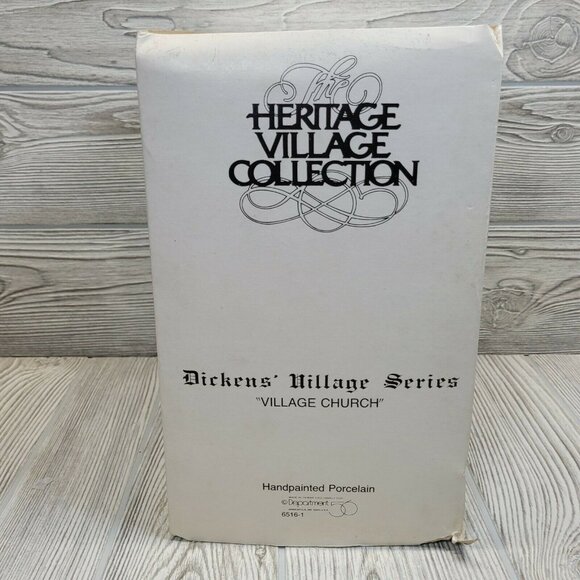 The
HERITAGE
VILLAGE
COLLECTION
Dickens' Village Series
"VILLAGE CHURCH"
Handpainted Porcelain
© Department 56
6516-1